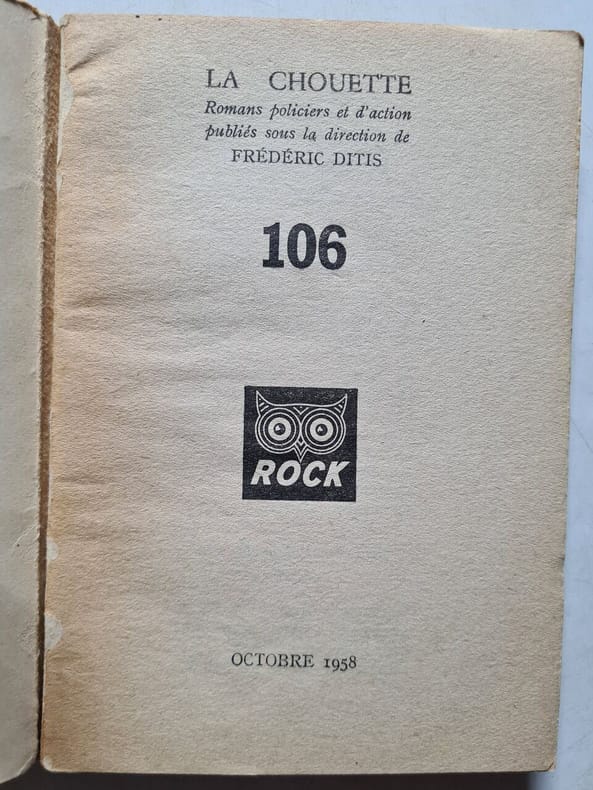 LA CHOUETTE
Romans policiers et d'action
publiés sous la direction de
FRÉDÉRIC DITIS
106
ROCK
OCTOBRE 1958